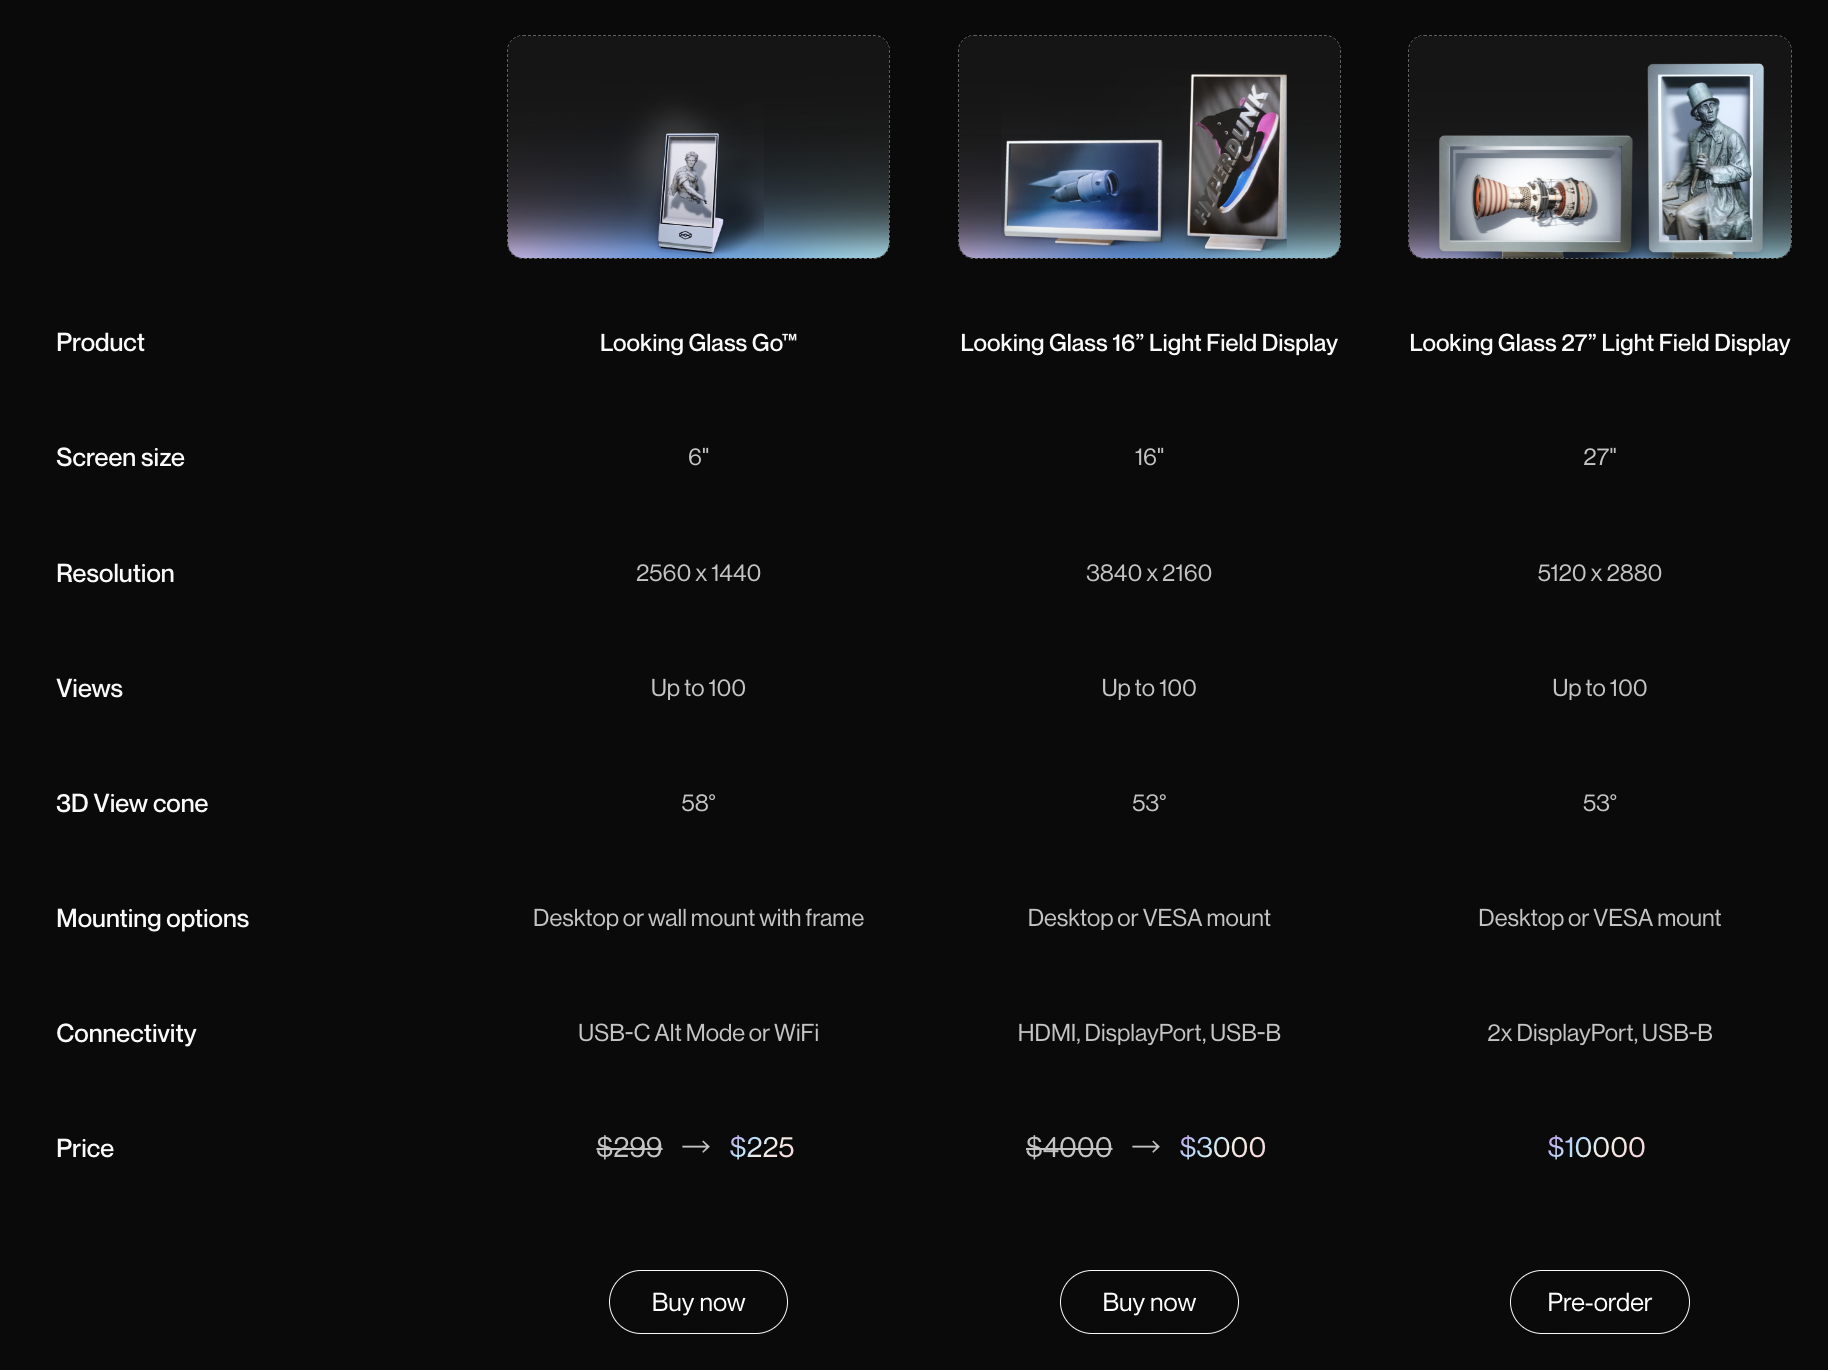 HYPERDUNK
Product
Looking Glass Go™
Looking Glass 16” Light Field Display
Looking Glass 27” Light Field Display
Screen size
6"
16"
27"
Resolution
2560 x 1440
3840 x 2160
5120 x 2880
Views
Up to 100
Up to 100
Up to 100
3D View cone
58°
53°
53°
Mounting options
Desktop or wall mount with frame
Desktop or VESA mount
Desktop or VESA mount
Connectivity
USB-C Alt Mode or WiFi
HDMI, DisplayPort, USB-B
2x DisplayPort, USB-B
Price
$299 → $225
$4000 → $3000
$10000
Buy now
Buy now
Pre-order